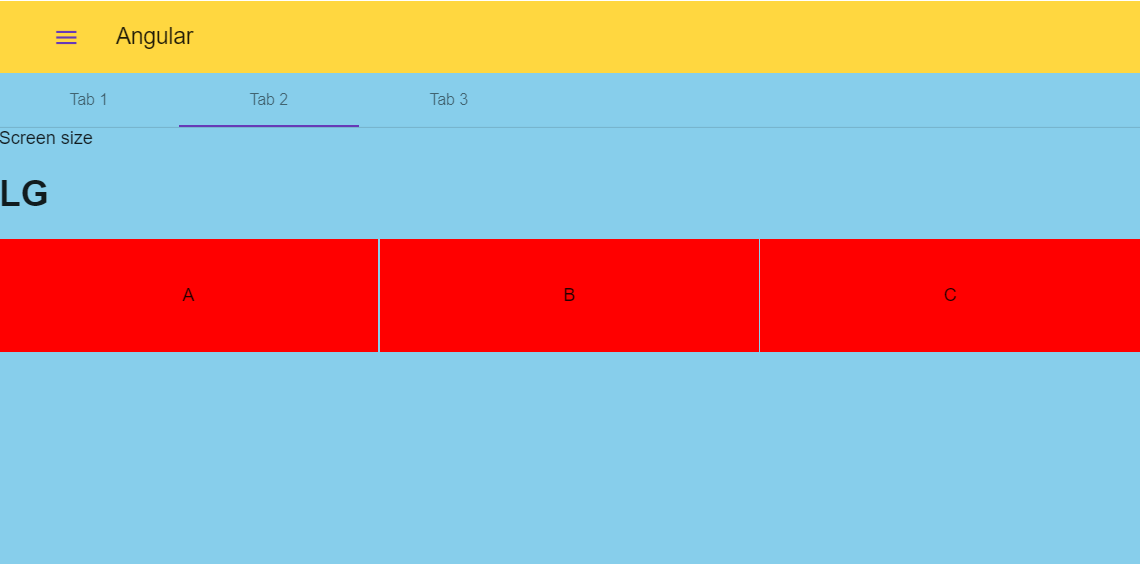 Angular
Tab 1 Tab 2 Tab 3
Screen size
LG
A B C